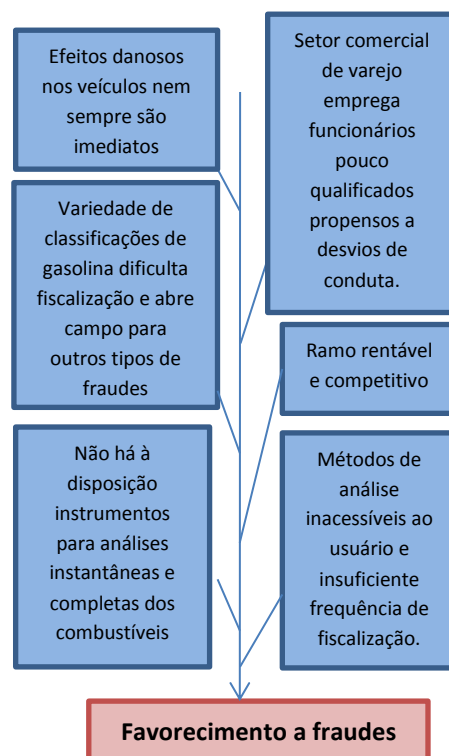 Efeitos danosos
nos veículos nem
sempre são
imediatos
Setor comercial
de varejo
emprega
funcionários
pouco
qualificados
propensos a
desvios de
conduta.
Variedade de
classificações de
gasolina dificulta
fiscalização e abre
campo para
outros tipos de
fraudes
Ramo rentável
e competitivo
Não há à
disposição
instrumentos
para análises
instantâneas e
completas dos
combustíveis
Métodos de
análise
inacessíveis ao
usuário e
insuficiente
frequência de
fiscalização.
Favorecimento a fraudes